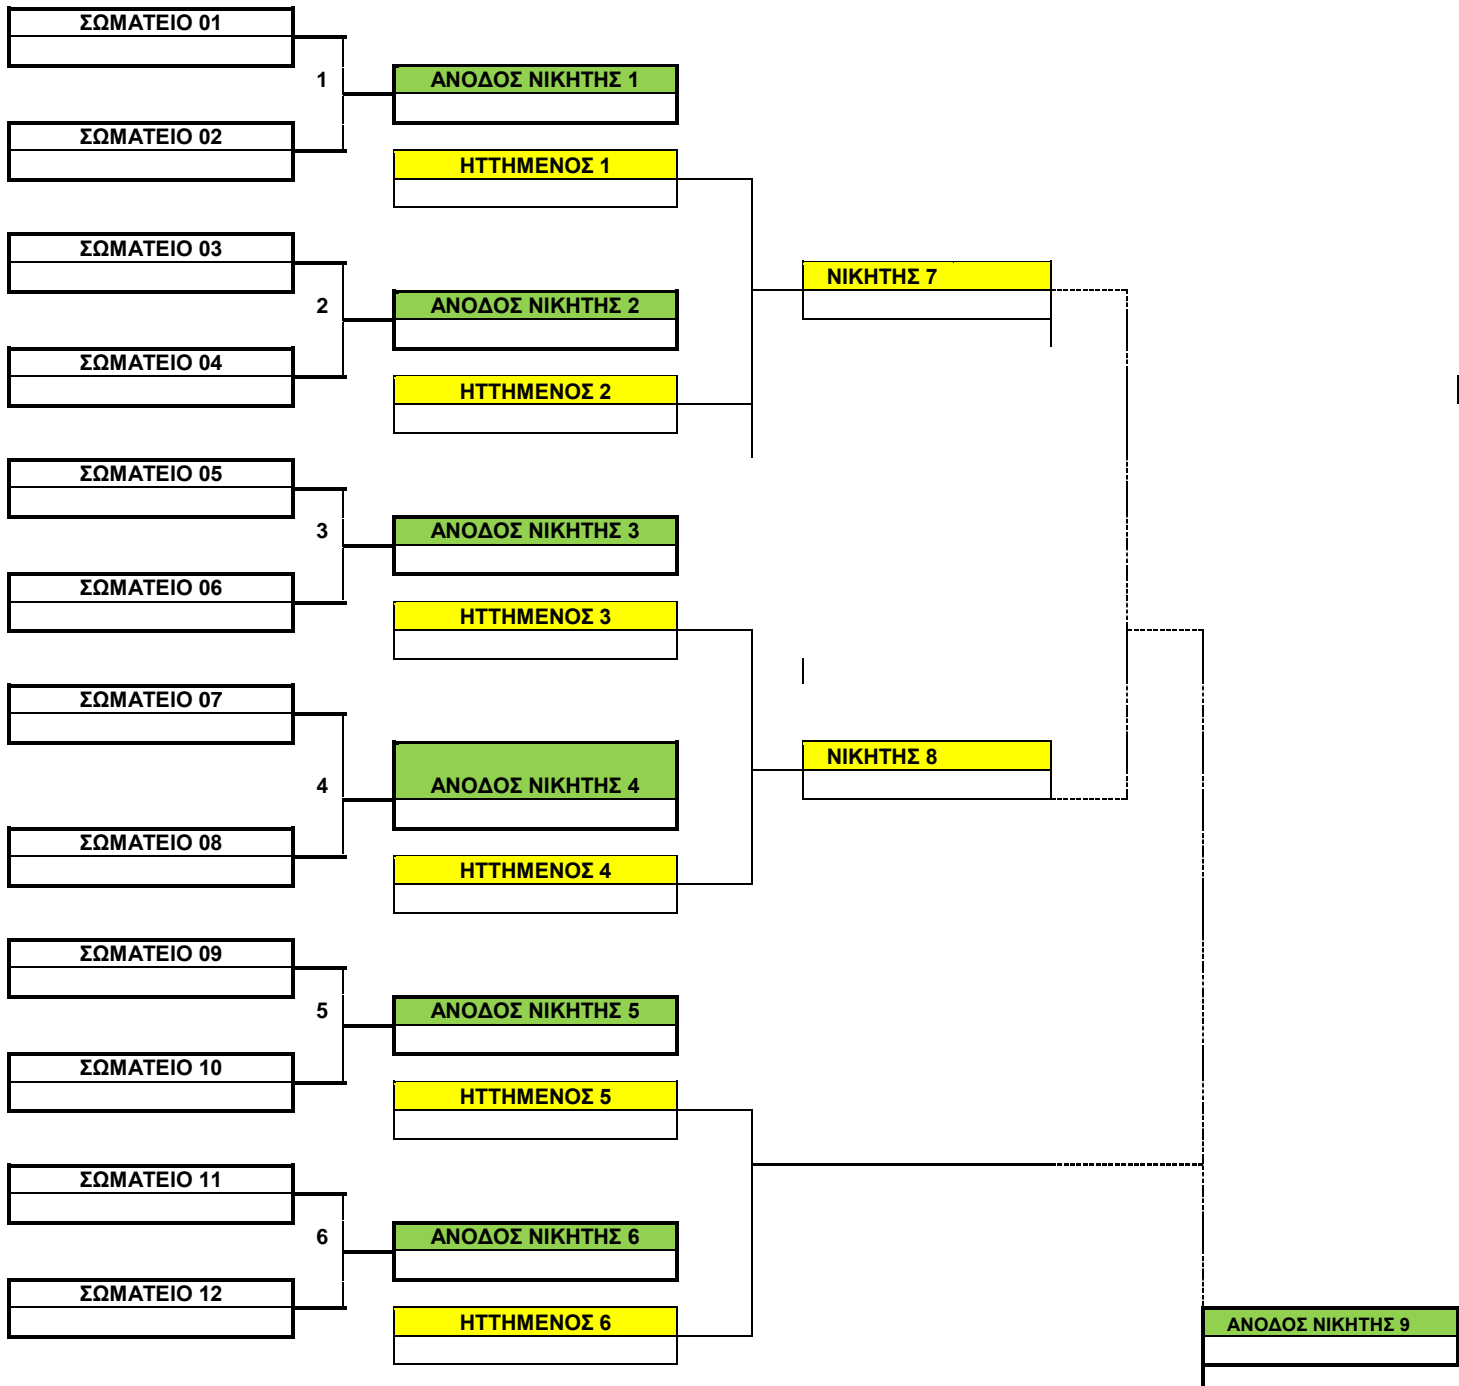 ΣΩΜΑΤΕΙΟ 01
1
ΑΝΟΔΟΣ ΝΙΚΗΤΗΣ 1
ΣΩΜΑΤΕΙΟ 02
ΗΤΤΗΜΕΝΟΣ 1
ΣΩΜΑΤΕΙΟ 03
ΝΙΚΗΤΗΣ 7
2
ΑΝΟΔΟΣ ΝΙΚΗΤΗΣ 2
ΣΩΜΑΤΕΙΟ 04
ΗΤΤΗΜΕΝΟΣ 2
ΣΩΜΑΤΕΙΟ 05
3
ΑΝΟΔΟΣ ΝΙΚΗΤΗΣ 3
ΣΩΜΑΤΕΙΟ 06
ΗΤΤΗΜΕΝΟΣ 3
ΣΩΜΑΤΕΙΟ 07
ΝΙΚΗΤΗΣ 8
4
ΑΝΟΔΟΣ ΝΙΚΗΤΗΣ 4
ΣΩΜΑΤΕΙΟ 08
ΗΤΤΗΜΕΝΟΣ 4
ΣΩΜΑΤΕΙΟ 09
5
ΑΝΟΔΟΣ ΝΙΚΗΤΗΣ 5
ΣΩΜΑΤΕΙΟ 10
ΗΤΤΗΜΕΝΟΣ 5
ΣΩΜΑΤΕΙΟ 11
6
ΑΝΟΔΟΣ ΝΙΚΗΤΗΣ 6
ΣΩΜΑΤΕΙΟ 12
ΗΤΤΗΜΕΝΟΣ 6
ΑΝΟΔΟΣ ΝΙΚΗΤΗΣ 9